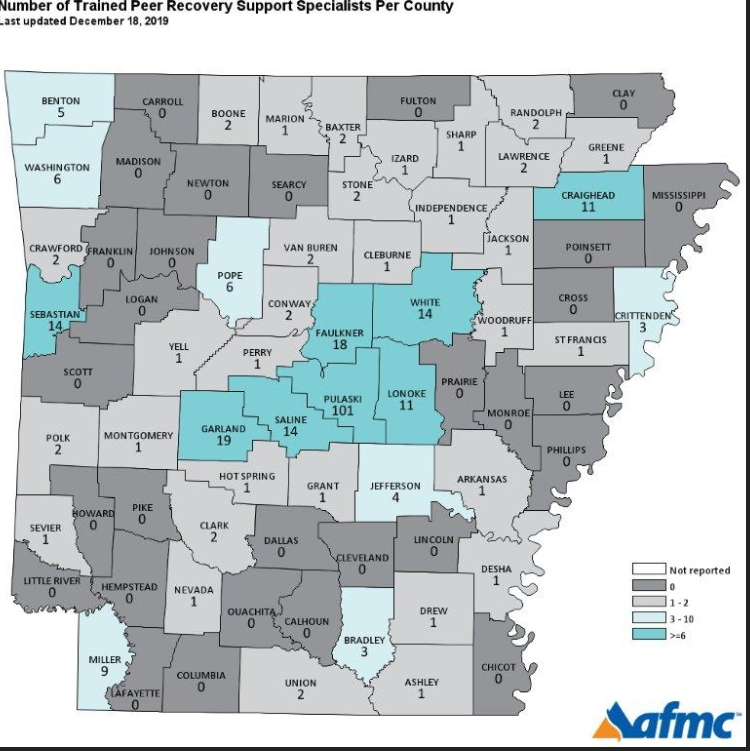 Number of Trained Peer Recovery Support Specialists Per County
Last updated December 18, 2019
BENTON
5
CARROLL
0
BOONE
2
MARION
1
BAXTER
2
FULTON
0
RANDOLPH
2
CLAY
0
SHARP
1
IZARD
1
LAWRENCE
2
GREENE
1
WASHINGTON
6
MADISON
0
NEWTON
0
SEARCY
0
STONE
2
INDEPENDENCE
1
CRAIGHEAD
11
MISSISSIPPI
0
CRAWFORD
2
FRANKLIN
0
JOHNSON
0
POPE
6
VAN BUREN
2
CLEBURNE
1
JACKSON
1
POINSETT
0
SEBASTIAN
14
LOGAN
0
CONWAY
2
FAULKNER
18
WHITE
14
WOODRUFF
1
CROSS
0
CRITTENDEN
3
ST FRANCIS
1
SCOTT
0
YELL
1
PERRY
1
PULASKI
101
LONOKE
11
PRAIRIE
0
MONROE
0
LEE
0
PHILLIPS
0
POLK
2
MONTGOMERY
1
GARLAND
19
SALINE
14
HOT SPRING
1
GRANT
1
JEFFERSON
4
ARKANSAS
1
SEVIER
1
HOWARD
0
PIKE
0
CLARK
2
DALLAS
0
CLEVELAND
0
LINCOLN
0
DESHA
1
LITTLE RIVER
0
HEMPSTEAD
0
NEVADA
1
OUACHITA
0
CALHOUN
0
BRADLEY
3
DREW
1
MILLER
9
LAFAYETTE
0
COLUMBIA
0
UNION
2
ASHLEY
1
CHICOT
0
Not reported
0
1 - 2
3 - 10
>=6
afmc